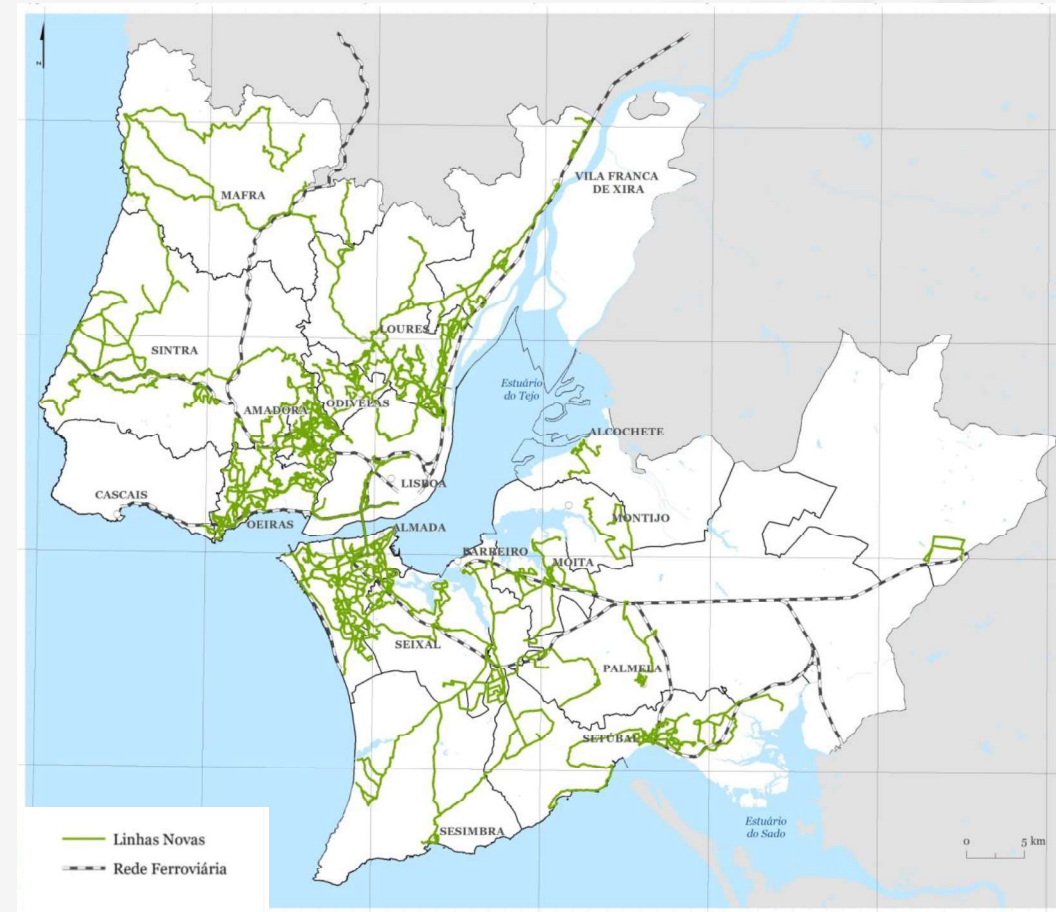 z
MAFRA
VILA FRANCA
DE XIRA
LOURES
SINTRA
Estuário
do Tejo
AMADORA
ODIVELAS
ALCOCHETE
LISBOA
CASCAIS
OEIRAS
MONTIJO
ALMADA
BARREIRO
MOITA
SEIXAL
PALMELA
SETÚBAL
SESIMBRA
Estuário
do Sado
0 5 km
Linhas Novas
Rede Ferroviária